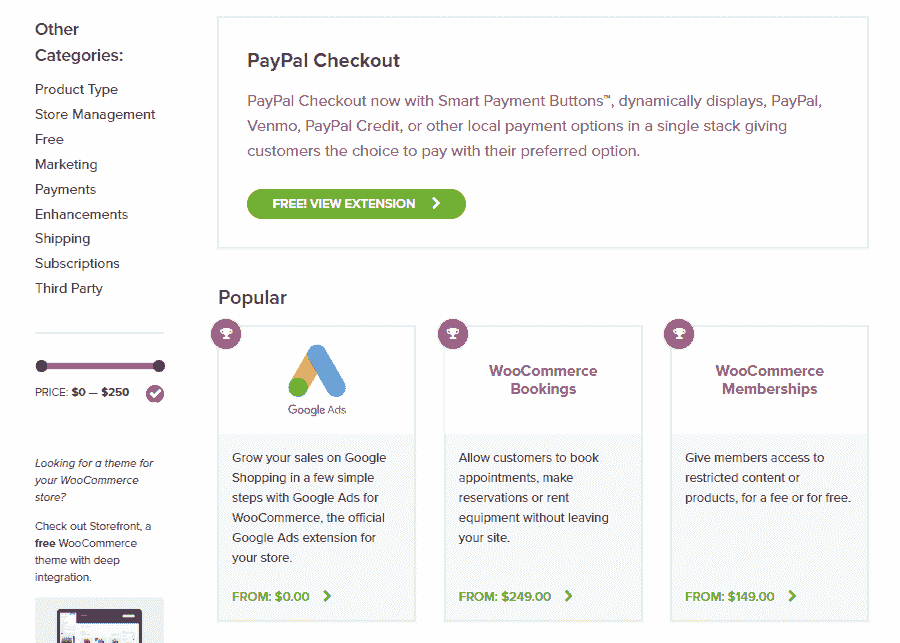 Other
Categories:
Product Type
Store Management
Free
Marketing
Payments
Enhancements
Shipping
Subscriptions
Third Party
PRICE: $0 — $250
Looking for a theme for
your WooCommerce
store?
Check out Storefront, a
free WooCommerce
theme with deep
integration.
PayPal Checkout
PayPal Checkout now with Smart Payment Buttons™, dynamically displays, PayPal,
Venmo, PayPal Credit, or other local payment options in a single stack giving
customers the choice to pay with their preferred option.
FREE! VIEW EXTENSION
Popular
Google Ads
Grow your sales on Google
Shopping in a few simple
steps with Google Ads for
WooCommerce, the official
Google Ads extension for
your store.
FROM: $0.00
WooCommerce
Bookings
Allow customers to book
appointments, make
reservations or rent
equipment without leaving
your site.
FROM: $249.00
WooCommerce
Memberships
Give members access to
restricted content or
products, for a fee or for free.
FROM: $149.00